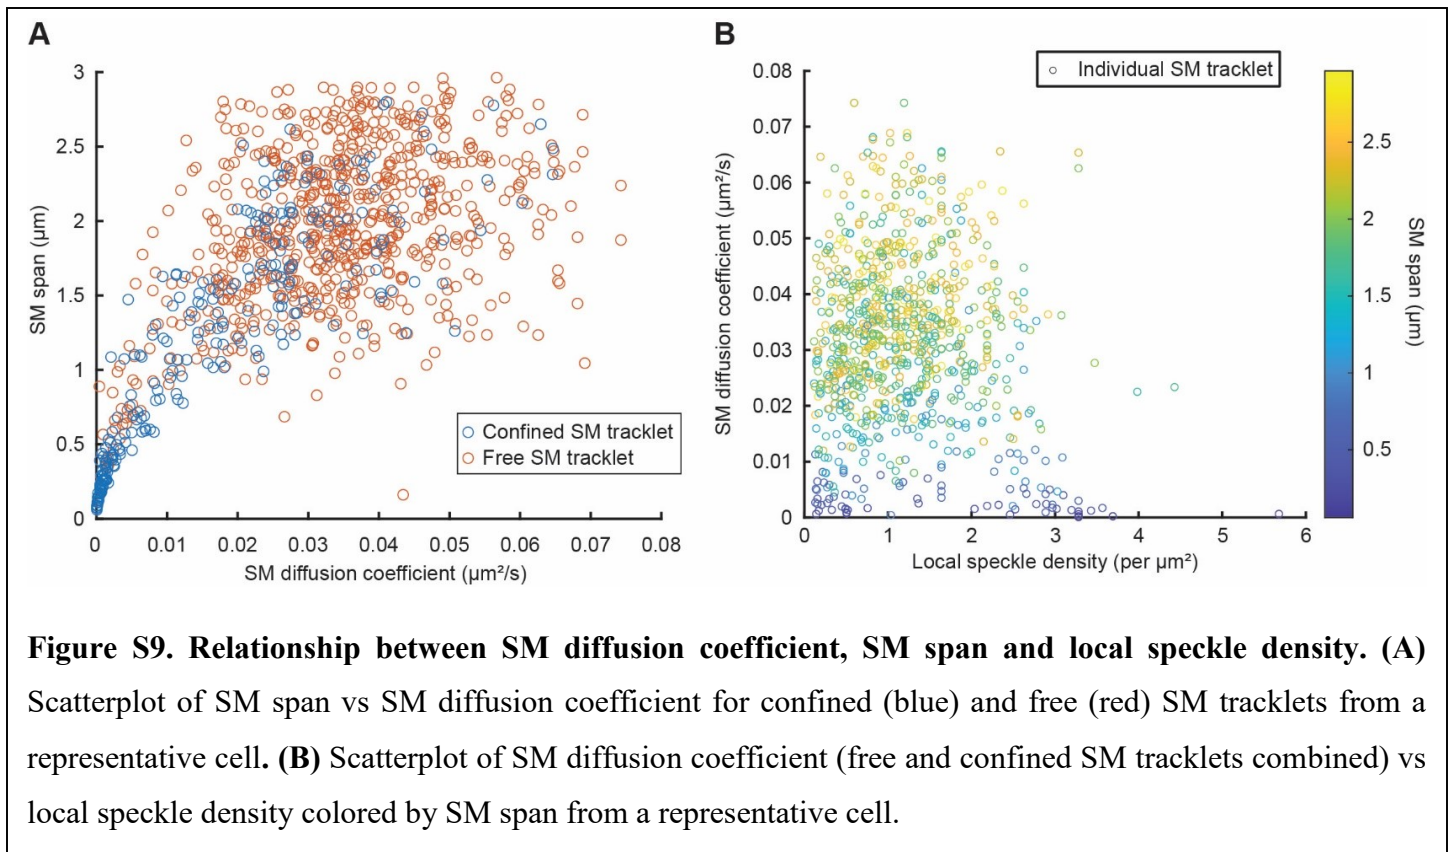 A
3
2.5
2
1.5
1
0.5
0
SM span (µm)
0 0.01 0.02 0.03 0.04 0.05 0.06 0.07 0.08
SM diffusion coefficient (µm²/s)
Confined SM tracklet
Free SM tracklet
B
0.08
0.07
0.06
0.05
0.04
0.03
0.02
0.01
0
SM diffusion coefficient (µm²/s)
0 1 2 3 4 5 6
Local speckle density (per µm²)
Individual SM tracklet
2.5
2
1.5
1
0.5
SM span (µm)
Figure S9. Relationship between SM diffusion coefficient, SM span and local speckle density. (A)
Scatterplot of SM span vs SM diffusion coefficient for confined (blue) and free (red) SM tracklets from a
representative cell. (B) Scatterplot of SM diffusion coefficient (free and confined SM tracklets combined) vs
local speckle density colored by SM span from a representative cell.